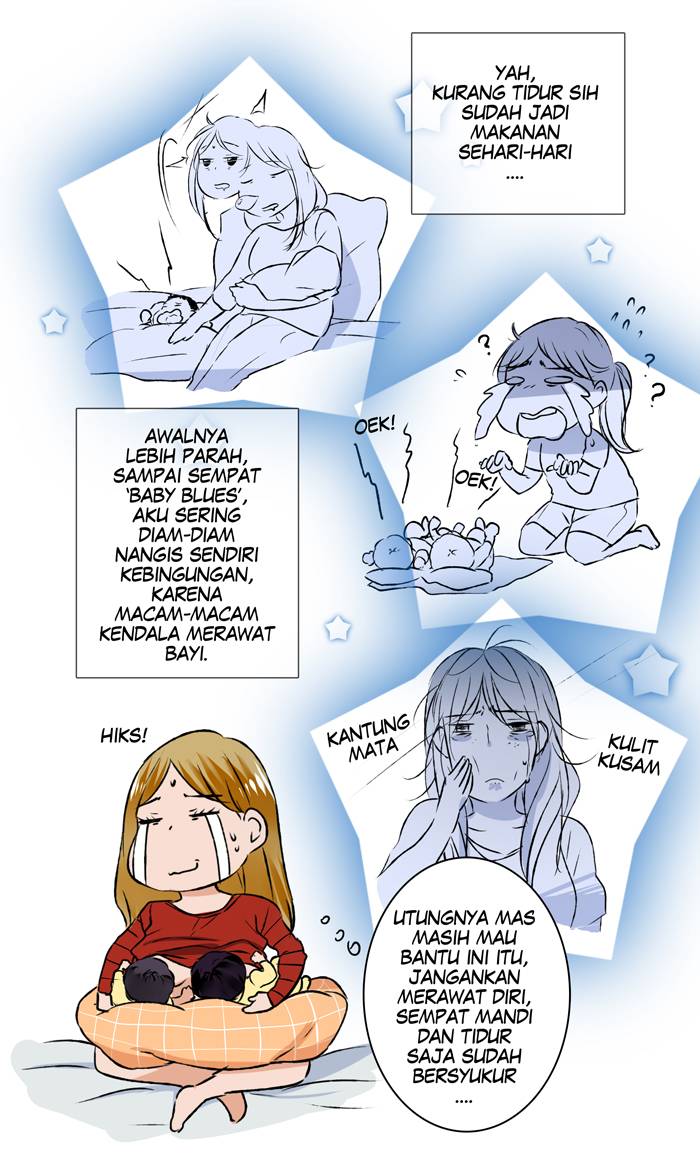 YAH,
KURANG TIDUR SIH
SUDAH JADI
MAKANAN
SEHARI-HARI
....
?
?
?
?
OEK!
OEK!
AWALNYA
LEBIH PARAH,
SAMPAI SEMPAT
'BABY BLUES',
AKU SERING
DIAM-DIAM
NANGIS SENDIRI
KEBINGUNGAN,
KARENA
MACAM-MACAM
KENDALA MERAWAT
BAYI.
KANTUNG
MATA
KULIT
KUSAM
HIKS!
UTUNGNYA MAS
MASIH MAU
BANTU INI ITU,
JANGANKAN
MERAWAT DIRI,
SEMPAT MANDI
DAN TIDUR
SAJA SUDAH
BERSYUKUR
....